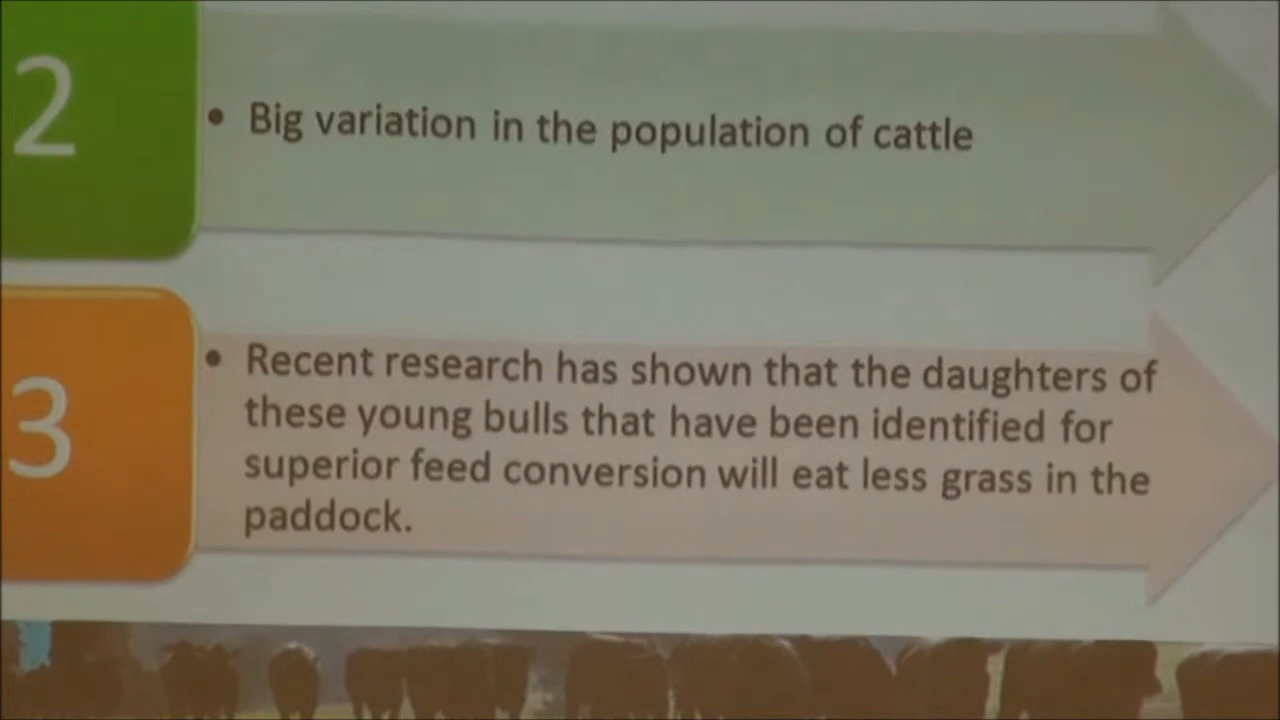 2
• Big variation in the population of cattle
3
• Recent research has shown that the daughters of
these young bulls that have been identified for
superior feed conversion will eat less grass in the
paddock.